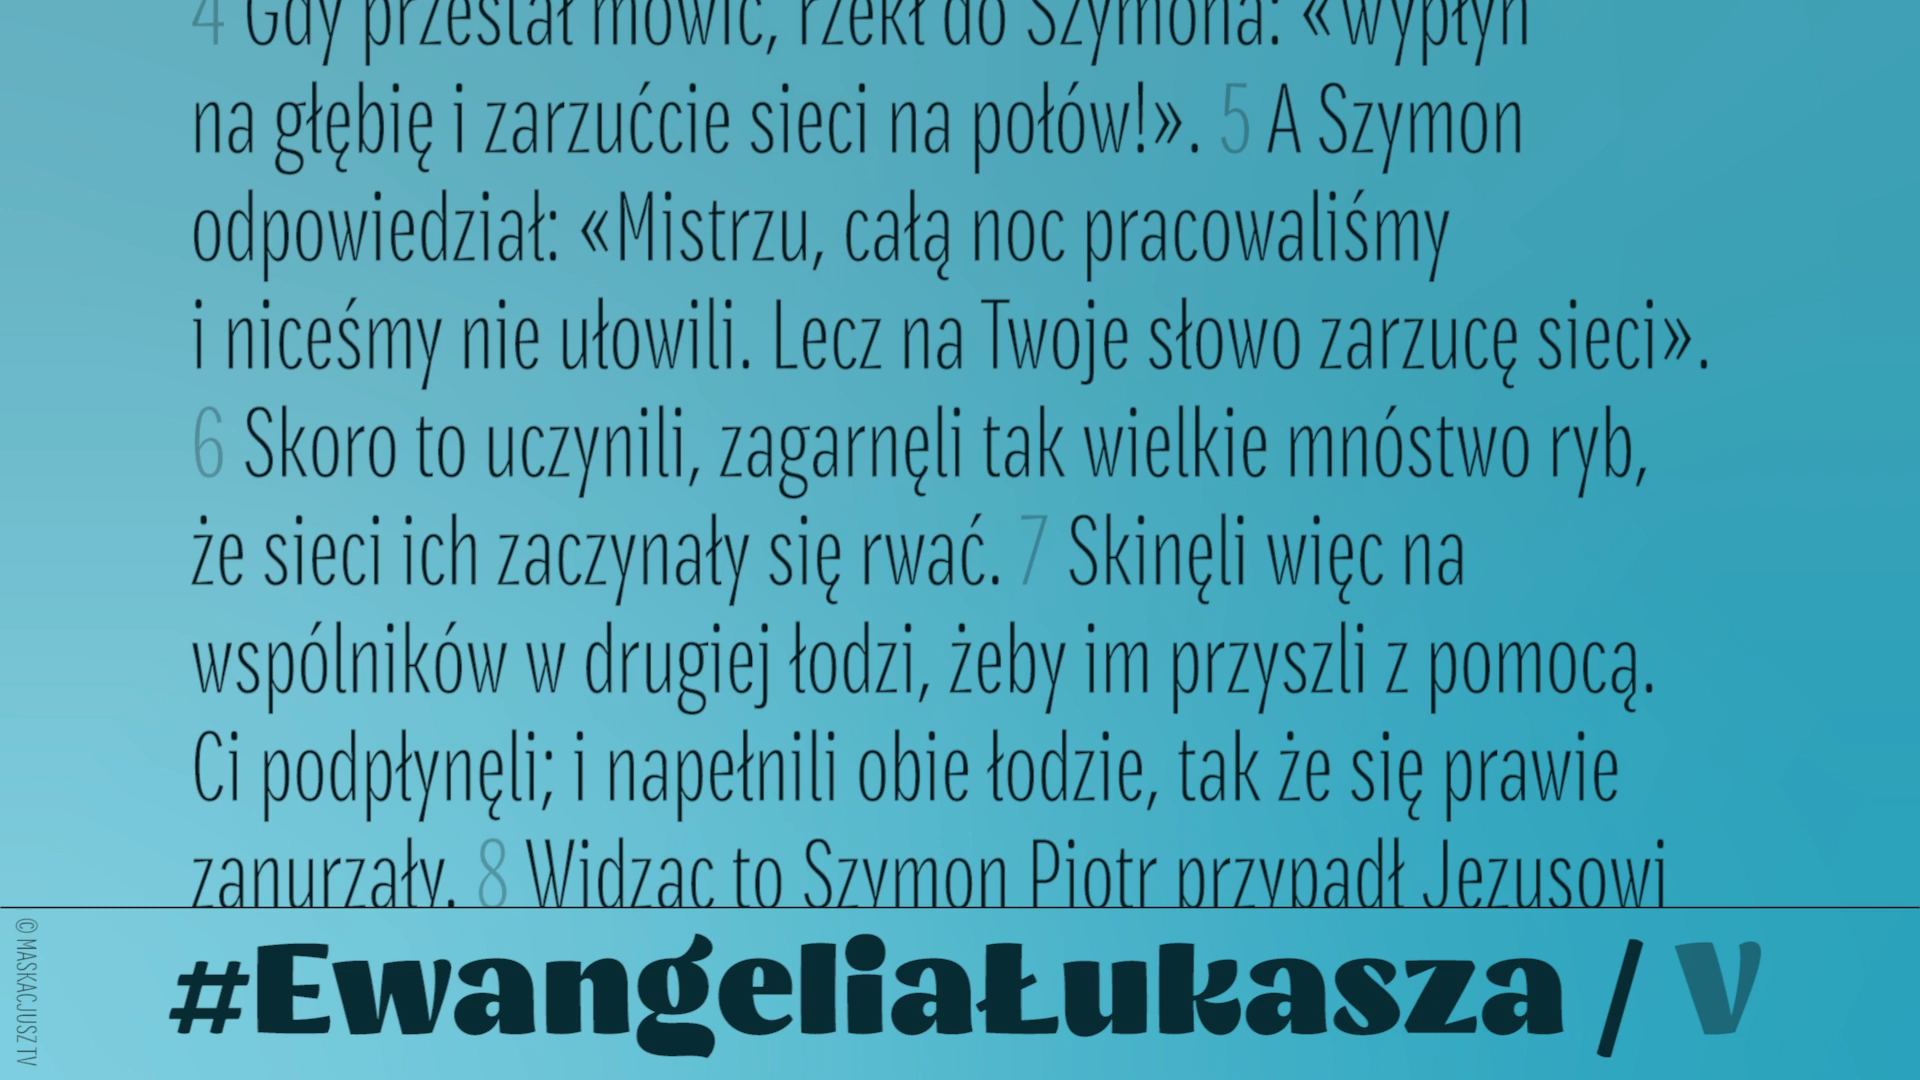 4 Gdy przestał mówić, rzekł do Szymona: «Wypłyń
na głębię i zarzućcie sieci na połów!». 5 A Szymon
odpowiedział: «Mistrzu, całą noc pracowaliśmy
i niceśmy nie ułowili. Lecz na Twoje słowo zarzucę sieci».
6 Skoro to uczynili, zagarnęli tak wielkie mnóstwo ryb,
że sieci ich zaczynały się rwać. 7 Skinęli więc na
wspólników w drugiej łodzi, żeby im przyszli z pomocą.
Ci podpłynęli; i napełnili obie łodzie, tak że się prawie
zanurzały. 8 Widząc to Szymon Piotr przypadł Jezusowi
#EwangeliaŁukasza / V
© MASKACJUSZ TV